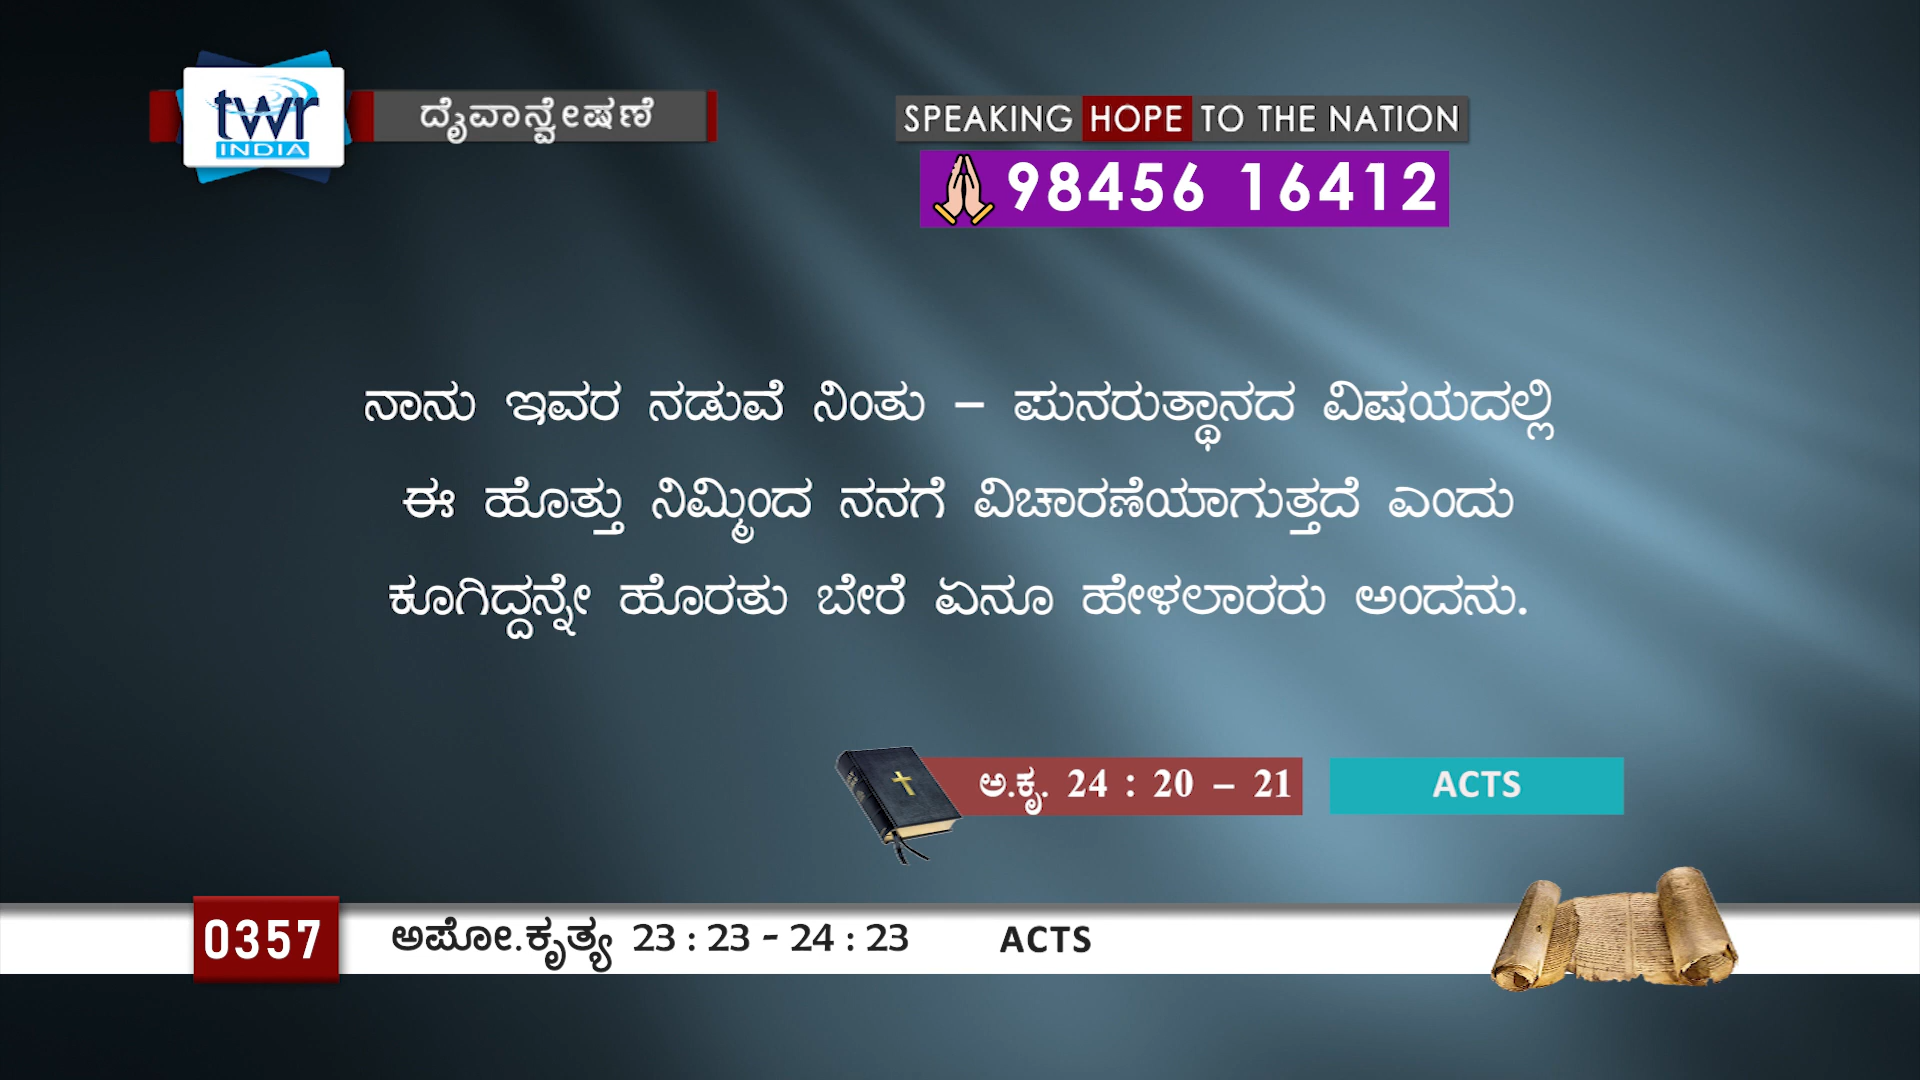 twr
INDIA
ದೈವಾನ್ವೇಷಣೆ
SPEAKING HOPE TO THE NATION
98456 16412
ನಾನು ಇವರ ನಡುವೆ ನಿಂತು – ಪುನರುತ್ಥಾನದ ವಿಷಯದಲ್ಲಿ
ಈ ಹೊತ್ತು ನಿಮ್ಮಿಂದ ನನಗೆ ವಿಚಾರಣೆಯಾಗುತ್ತದೆ ಎಂದು
ಕೂಗಿದ್ದನ್ನೇ ಹೊರತು ಬೇರೆ ಏನೂ ಹೇಳಲಾರರು ಅಂದನು.
ಅ.ಕೃ. 24 : 20 – 21
ACTS
0357
ಅಪೋ.ಕೃತ್ಯ 23 : 23 - 24 : 23
ACTS